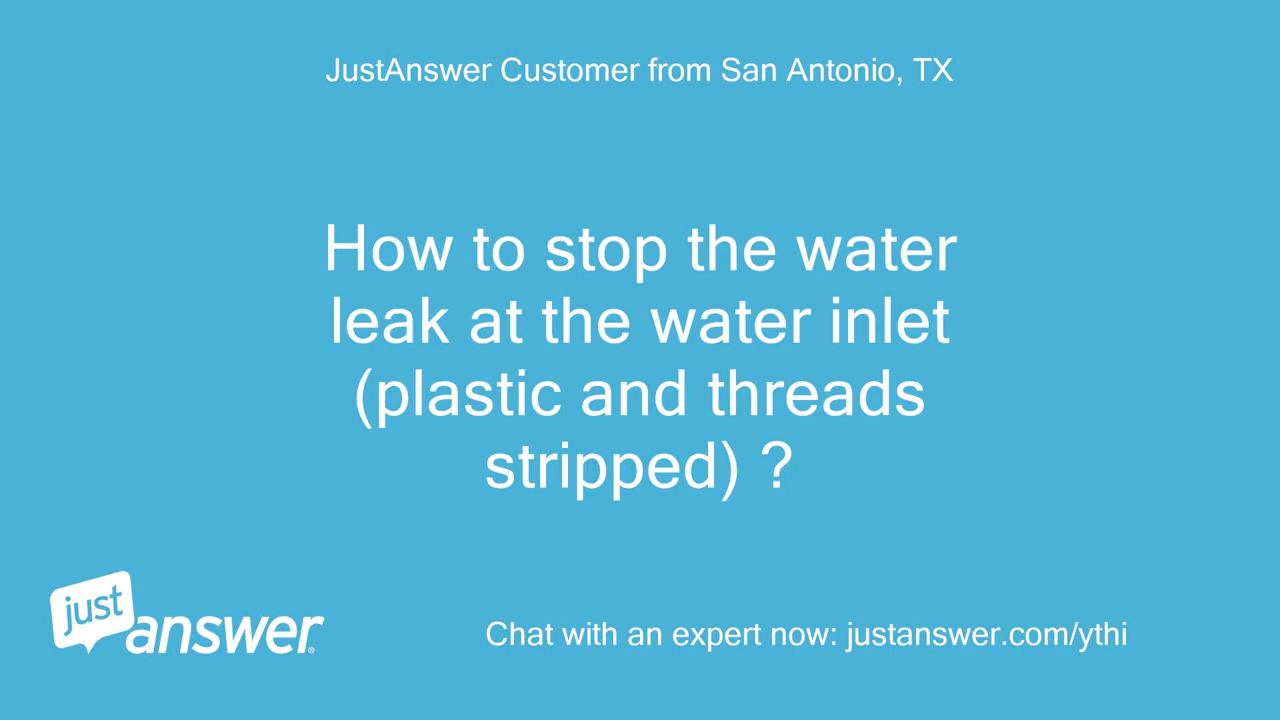 JustAnswer Customer from San Antonio, TX
How to stop the water
leak at the water inlet
(plastic and threads
stripped) ?
just
answer®
Chat with an expert now: justanswer.com/ythi